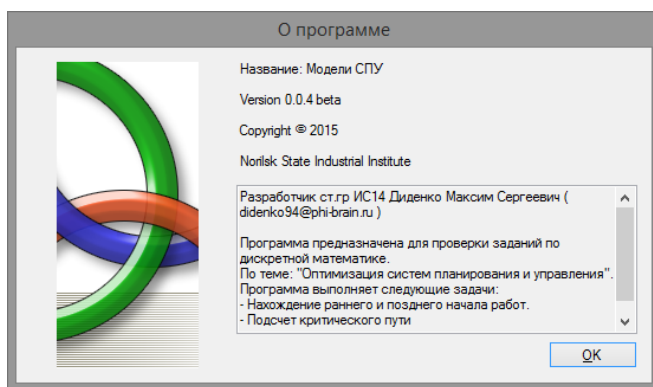 О программе
Название: Модели СПУ
Version 0.0.4 beta
Copyright © 2015
Norilsk State Industrial Institute
Разработчик ст.гр ИС14 Диденко Максим Сергеевич (
didenko94@phi-brain.ru )
Программа предназначена для проверки заданий по
дискретной математике.
По теме: "Оптимизация систем планирования и управления".
Программа выполняет следующие задачи:
- Нахождение раннего и позднего начала работ.
- Подсчет критического пути
OK